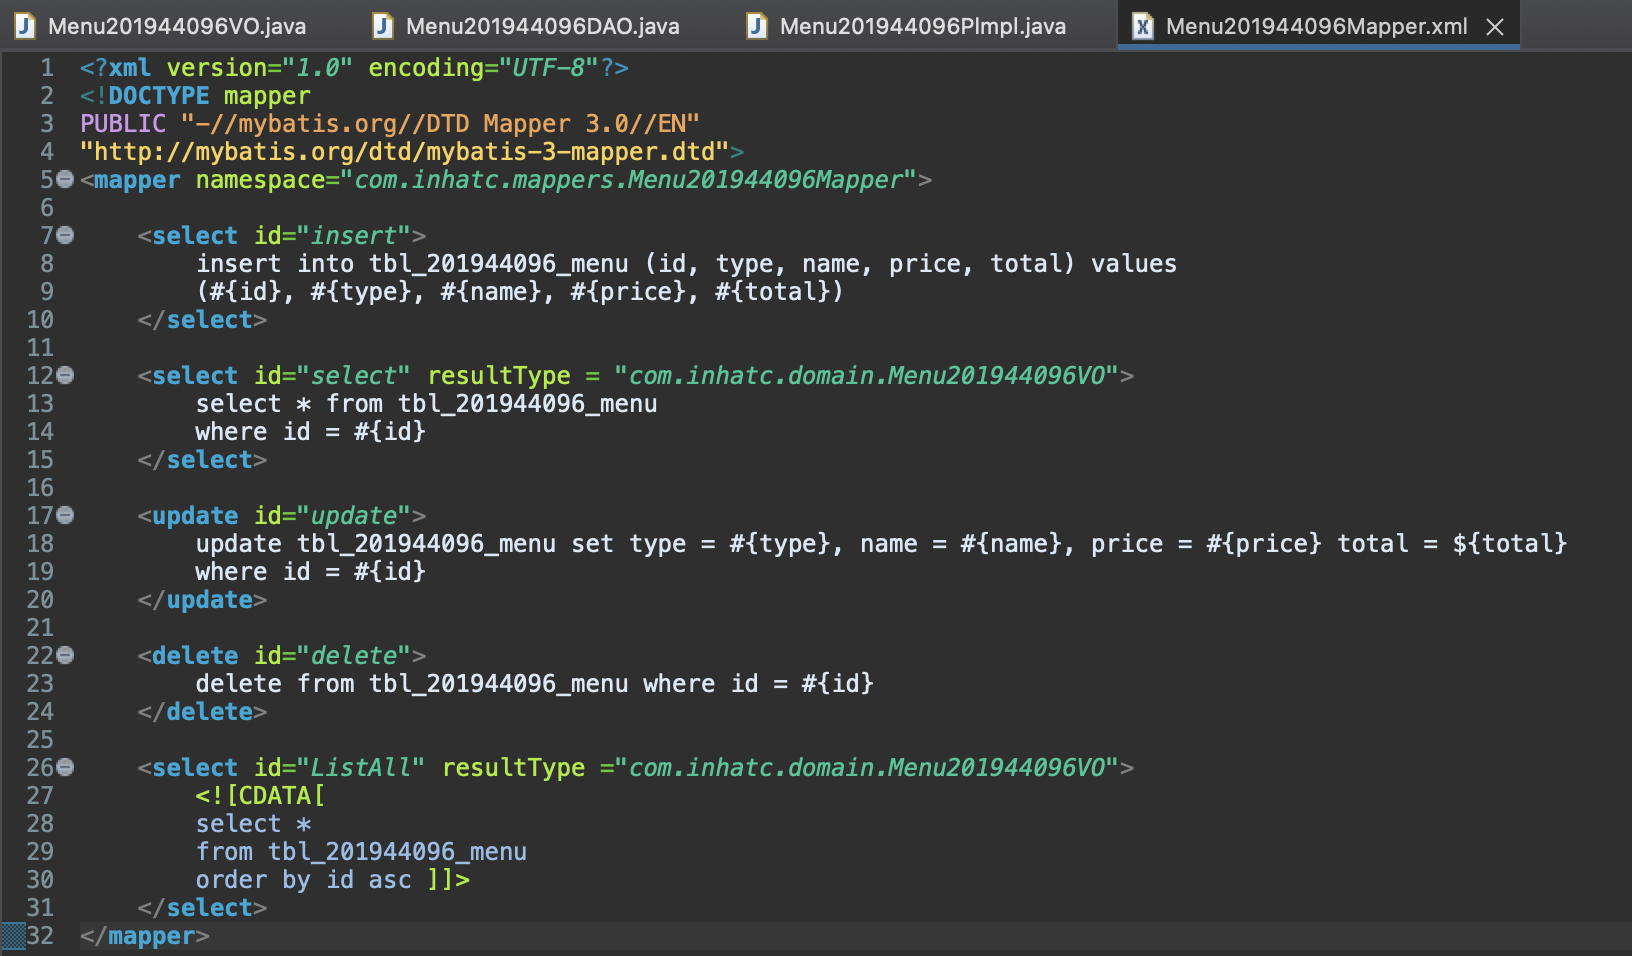 Menu201944096VO.java Menu201944096DAO.java Menu201944096PImpl.java Menu201944096Mapper.xml
1 <?xml version="1.0" encoding="UTF-8"?>
2 <!DOCTYPE mapper
3 PUBLIC "-//mybatis.org//DTD Mapper 3.0//EN"
4 "http://mybatis.org/dtd/mybatis-3-mapper.dtd">
5 <mapper namespace="com.inhatc.mappers.Menu201944096Mapper">
6
7 <select id="insert">
8 insert into tbl_201944096_menu (id, type, name, price, total) values
9 (#{id}, #{type}, #{name}, #{price}, #{total})
10 </select>
11
12 <select id="select" resultType = "com.inhatc.domain.Menu201944096VO">
13 select * from tbl_201944096_menu
14 where id = #{id}
15 </select>
16
17 <update id="update">
18 update tbl_201944096_menu set type = #{type}, name = #{name}, price = #{price} total = ${total}
19 where id = #{id}
20 </update>
21
22 <delete id="delete">
23 delete from tbl_201944096_menu where id = #{id}
24 </delete>
25
26 <select id="ListAll" resultType ="com.inhatc.domain.Menu201944096VO">
27 <![CDATA[
28 select *
29 from tbl_201944096_menu
30 order by id asc ]]>
31 </select>
32 </mapper>